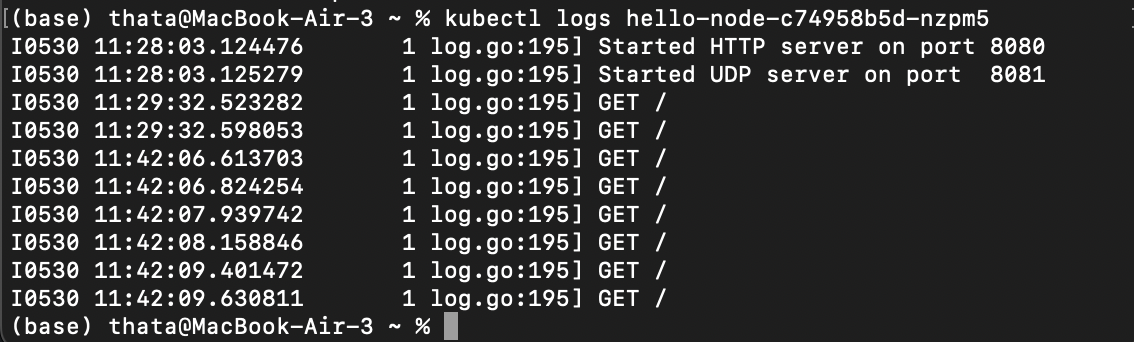 [(base) thata@MacBook-Air-3 ~ % kubectl logs hello-node-c74958b5d-nzpm5 ]
I0530 11:28:03.124476       1 log.go:195] Started HTTP server on port 8080
I0530 11:28:03.125279       1 log.go:195] Started UDP server on port  8081
I0530 11:29:32.523282       1 log.go:195] GET /
I0530 11:29:32.598053       1 log.go:195] GET /
I0530 11:42:06.613703       1 log.go:195] GET /
I0530 11:42:06.824254       1 log.go:195] GET /
I0530 11:42:07.939742       1 log.go:195] GET /
I0530 11:42:08.158846       1 log.go:195] GET /
I0530 11:42:09.401472       1 log.go:195] GET /
I0530 11:42:09.630811       1 log.go:195] GET /
(base) thata@MacBook-Air-3 ~ %